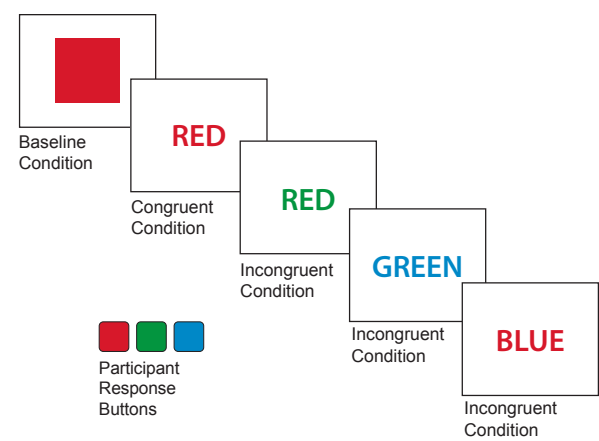 Baseline
Condition
RED
Congruent
Condition
RED
Incongruent
Condition
GREEN
Incongruent
Condition
BLUE
Incongruent
Condition
Participant
Response
Buttons